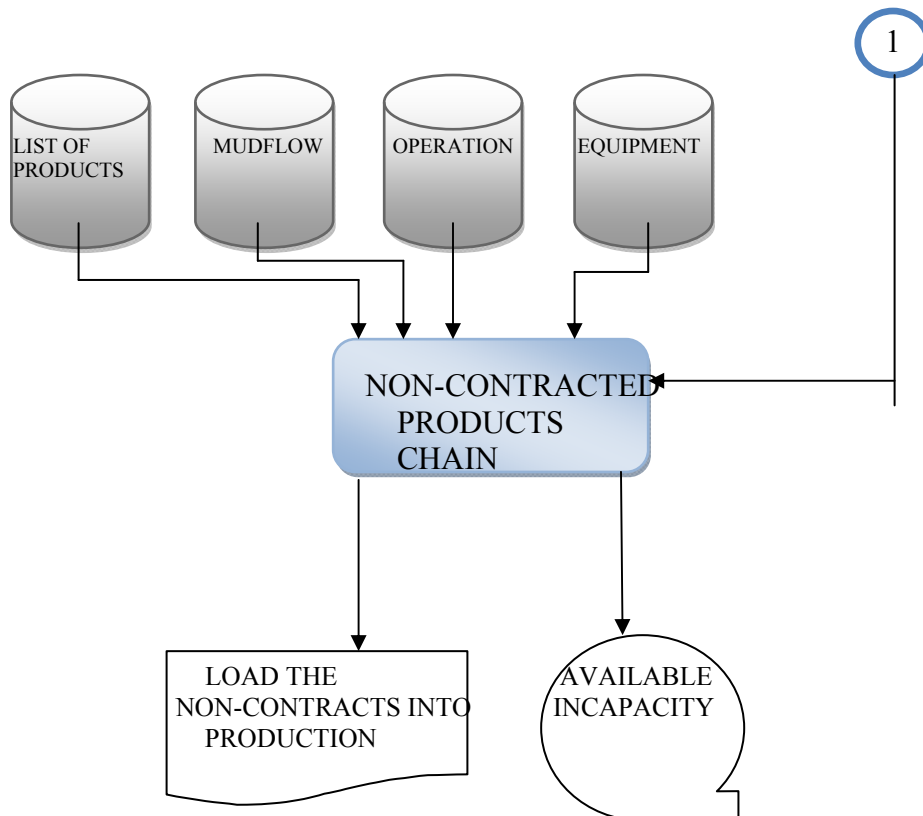 1
LIST OF
PRODUCTS
MUDFLOW
OPERATION
EQUIPMENT
NON-CONTRACTED
PRODUCTS
CHAIN
LOAD THE
NON-CONTRACTS INTO
PRODUCTION
AVAILABLE
INCAPACITY